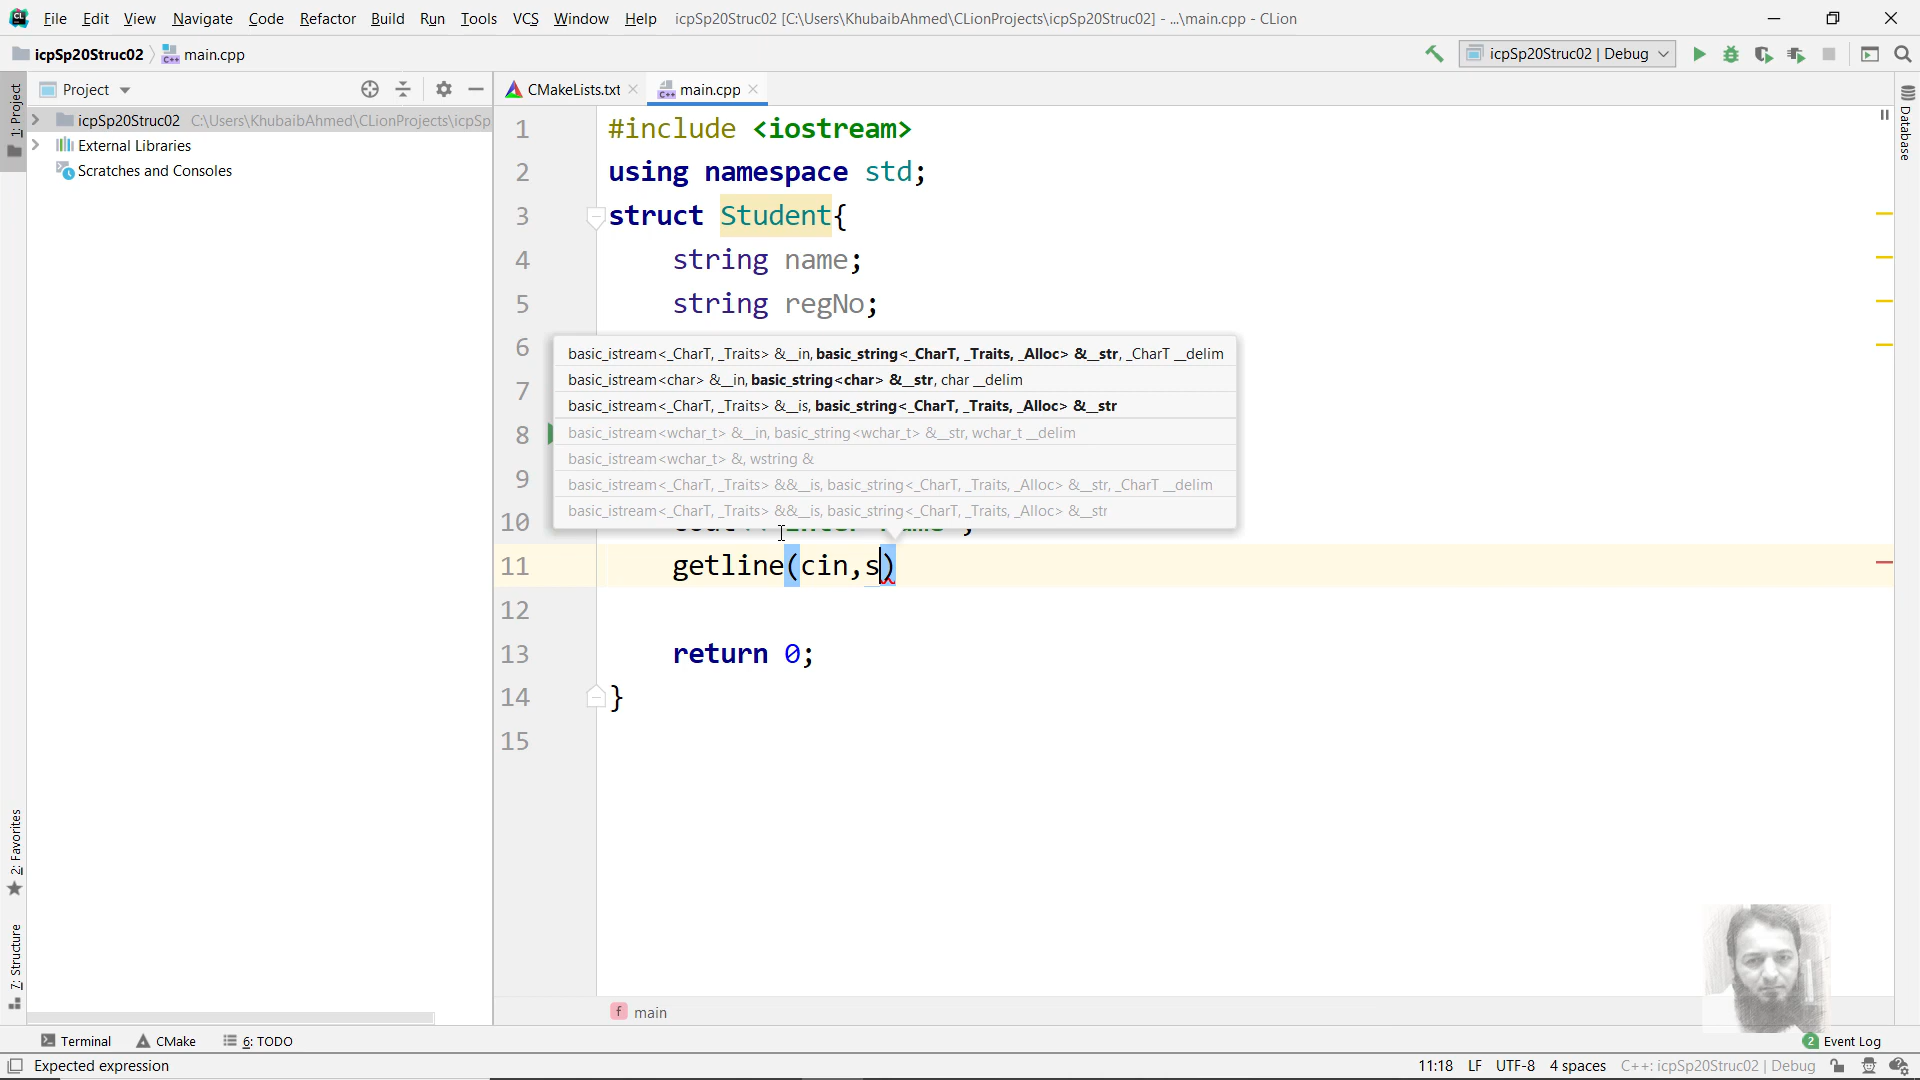 File Edit View Navigate Code Refactor Build Run Tools VCS Window Help icpSp20Struc02 [C:\Users\KhubaibAhmed\CLionProjects\icpSp20Struc02] - ...\main.cpp - CLion
icpSp20Struc02 main.cpp icpSp20Struc02 | Debug
1: Project
Project
icpSp20Struc02 C:\Users\KhubaibAhmed\CLionProjects\icpSp
External Libraries
Scratches and Consoles
2: Favorites
7: Structure
CMakeLists.txt main.cpp
1 #include <iostream>
2 using namespace std;
3 struct Student{
4 string name;
5 string regNo;
6
7
8
9
basic_istream<_CharT, _Traits> &__in, basic_string<_CharT, _Traits, _Alloc> &__str, _CharT __delim
basic_istream<char> &__in, basic_string<char> &__str, char __delim
basic_istream<_CharT, _Traits> &__is, basic_string<_CharT, _Traits, _Alloc> &__str
basic_istream<wchar_t> &__in, basic_string<wchar_t> &__str, wchar_t __delim
basic_istream<wchar_t> &, wstring &
basic_istream<_CharT, _Traits> &&__is, basic_string<_CharT, _Traits, _Alloc> &__str, _CharT __delim
basic_istream<_CharT, _Traits> &&__is, basic_string<_CharT, _Traits, _Alloc> &__str
10
11 getline(cin,s)
12
13 return 0;
14 }
15
Database
f main
Terminal CMake 6: TODO 2 Event Log
Expected expression 11:18 LF UTF-8 4 spaces C++: icpSp20Struc02 | Debug